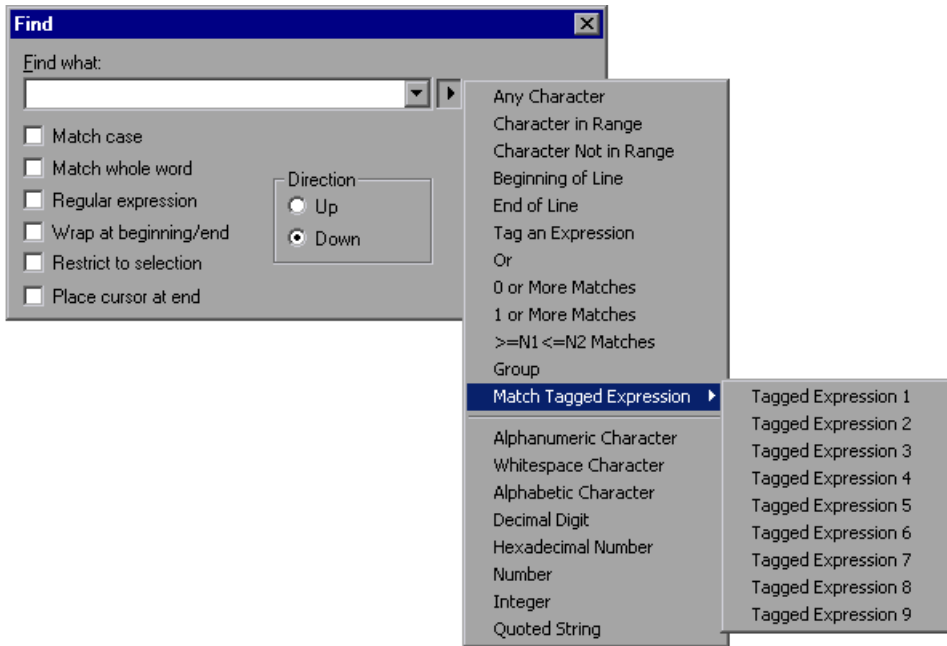 Find
Find what:
Match case
Match whole word
Regular expression
Wrap at beginning/end
Restrict to selection
Place cursor at end
Direction
Up
Down
Any Character
Character in Range
Character Not in Range
Beginning of Line
End of Line
Tag an Expression
Or
0 or More Matches
1 or More Matches
>=N1<=N2 Matches
Group
Match Tagged Expression
Alphanumeric Character
Whitespace Character
Alphabetic Character
Decimal Digit
Hexadecimal Number
Number
Integer
Quoted String
Tagged Expression 1
Tagged Expression 2
Tagged Expression 3
Tagged Expression 4
Tagged Expression 5
Tagged Expression 6
Tagged Expression 7
Tagged Expression 8
Tagged Expression 9